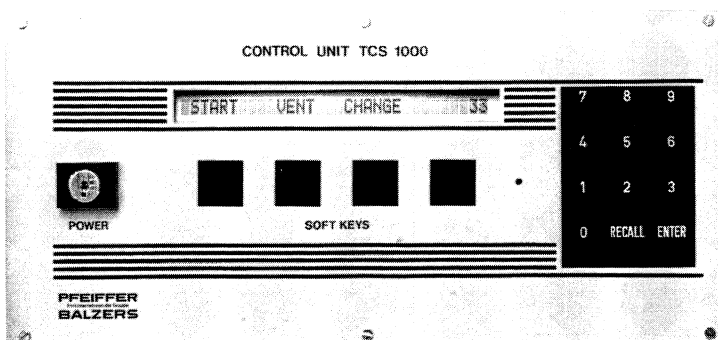 CONTROL UNIT TCS 1000
START VENT CHANGE 33
7 8 9
4 5 6
1 2 3
0 RECALL ENTER
POWER
SOFT KEYS
PFEIFFER
BALZERS